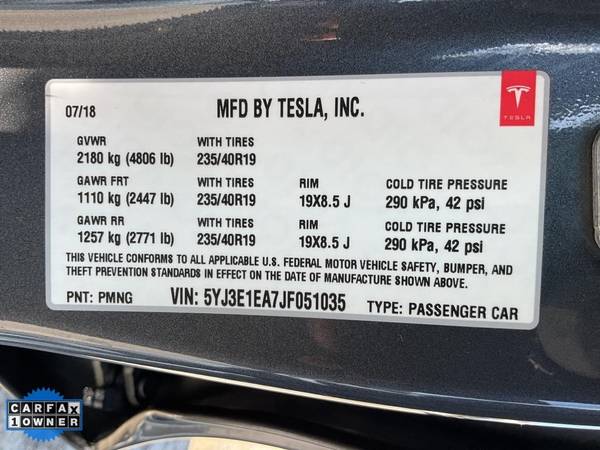 07/18
MFD BY TESLA, INC.
TESLA
GVWR
2180 kg (4806 lb)
WITH TIRES
235/40R19
GAWR FRT
1110 kg (2447 lb)
WITH TIRES
235/40R19
RIM
19X8.5 J
COLD TIRE PRESSURE
290 kPa, 42 psi
GAWR RR
1257 kg (2771 lb)
WITH TIRES
235/40R19
RIM
19X8.5 J
COLD TIRE PRESSURE
290 kPa, 42 psi
THIS VEHICLE CONFORMS TO ALL APPLICABLE U.S. FEDERAL MOTOR VEHICLE SAFETY, BUMPER, AND
THEFT PREVENTION STANDARDS IN EFFECT ON THE DATE OF MANUFACTURE SHOWN ABOVE.
PNT: PMNG
VIN: 5YJ3E1EA7JF051035
TYPE: PASSENGER CAR
CARFAX
1 OWNER